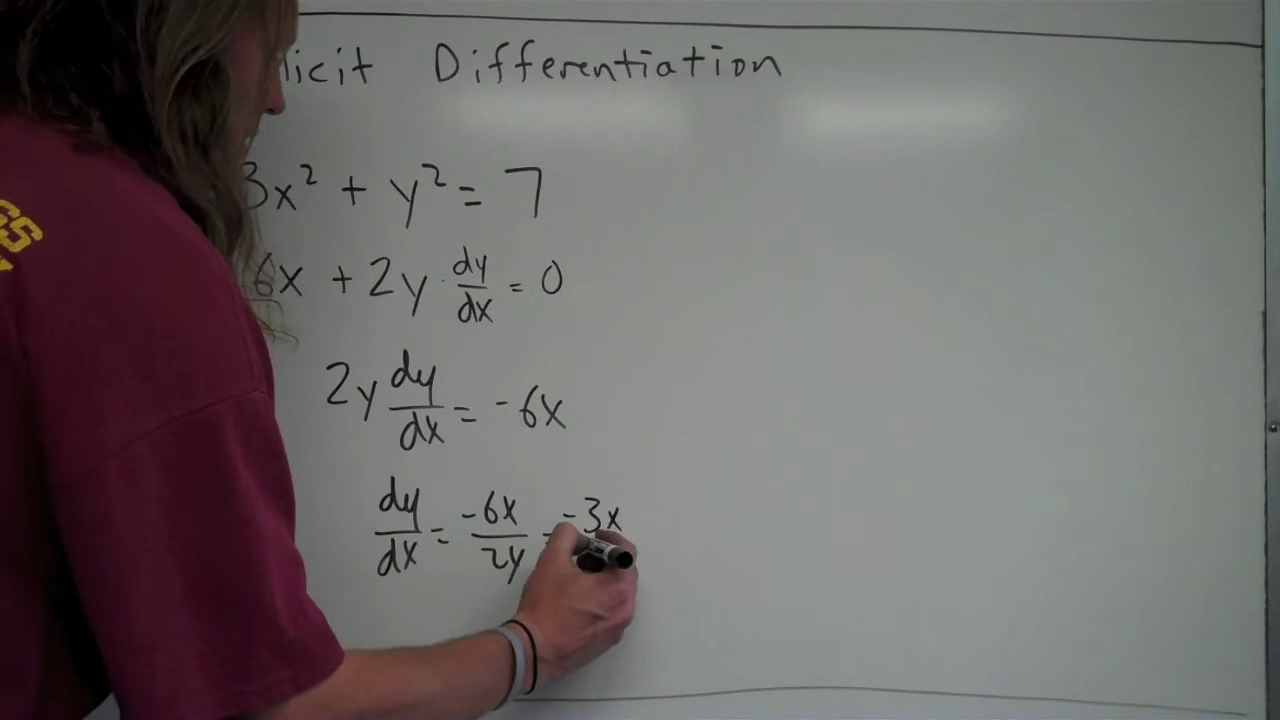 licit Differentiation
3x² + y² = 7
6x + 2y · dy/dx = 0
2y dy/dx = -6x
dy/dx = -6x/2y = -3x